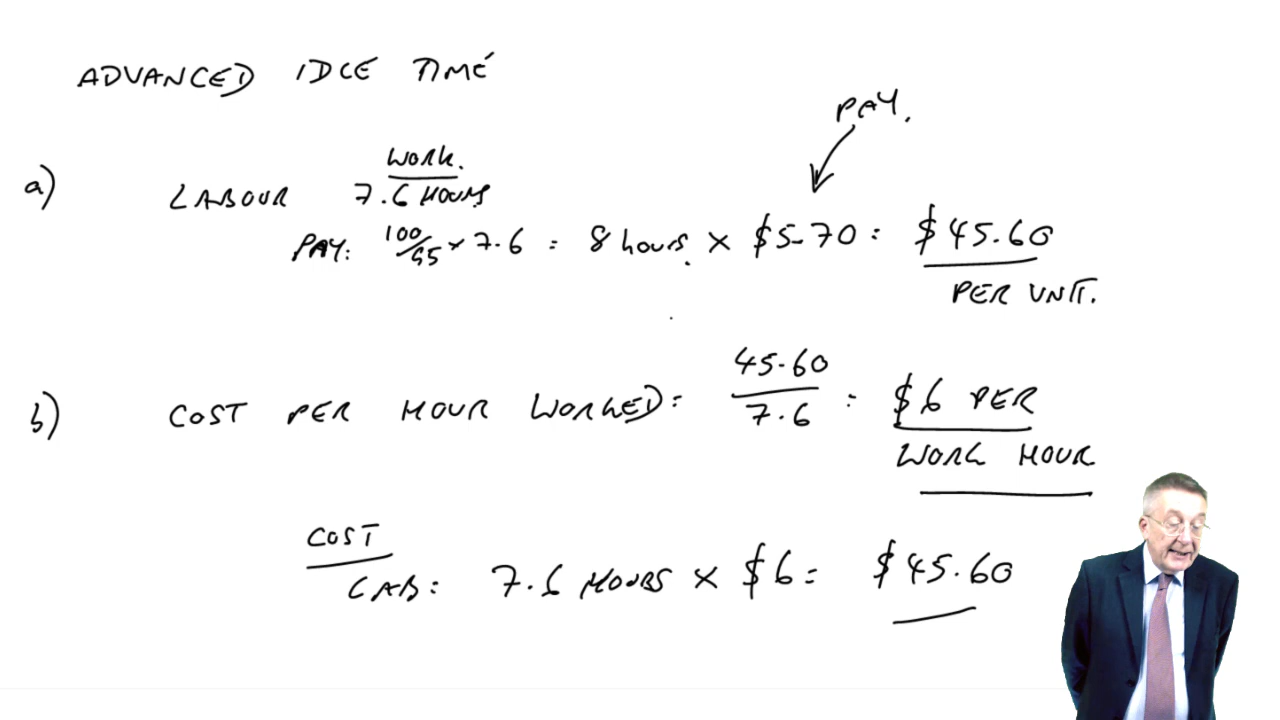 ADVANCED IDLE TIME
PAY.
a) LABOUR WORK.
7.6 HOURS
PAY: 100/95 × 7.6 = 8 hours × $5-70 = $45.60
PER UNIT.
b) COST PER HOUR WORKED = 45-60/7.6 = $6 PER
WORK HOUR
COST
LAB: 7.6 HOURS × $6 = $45.60